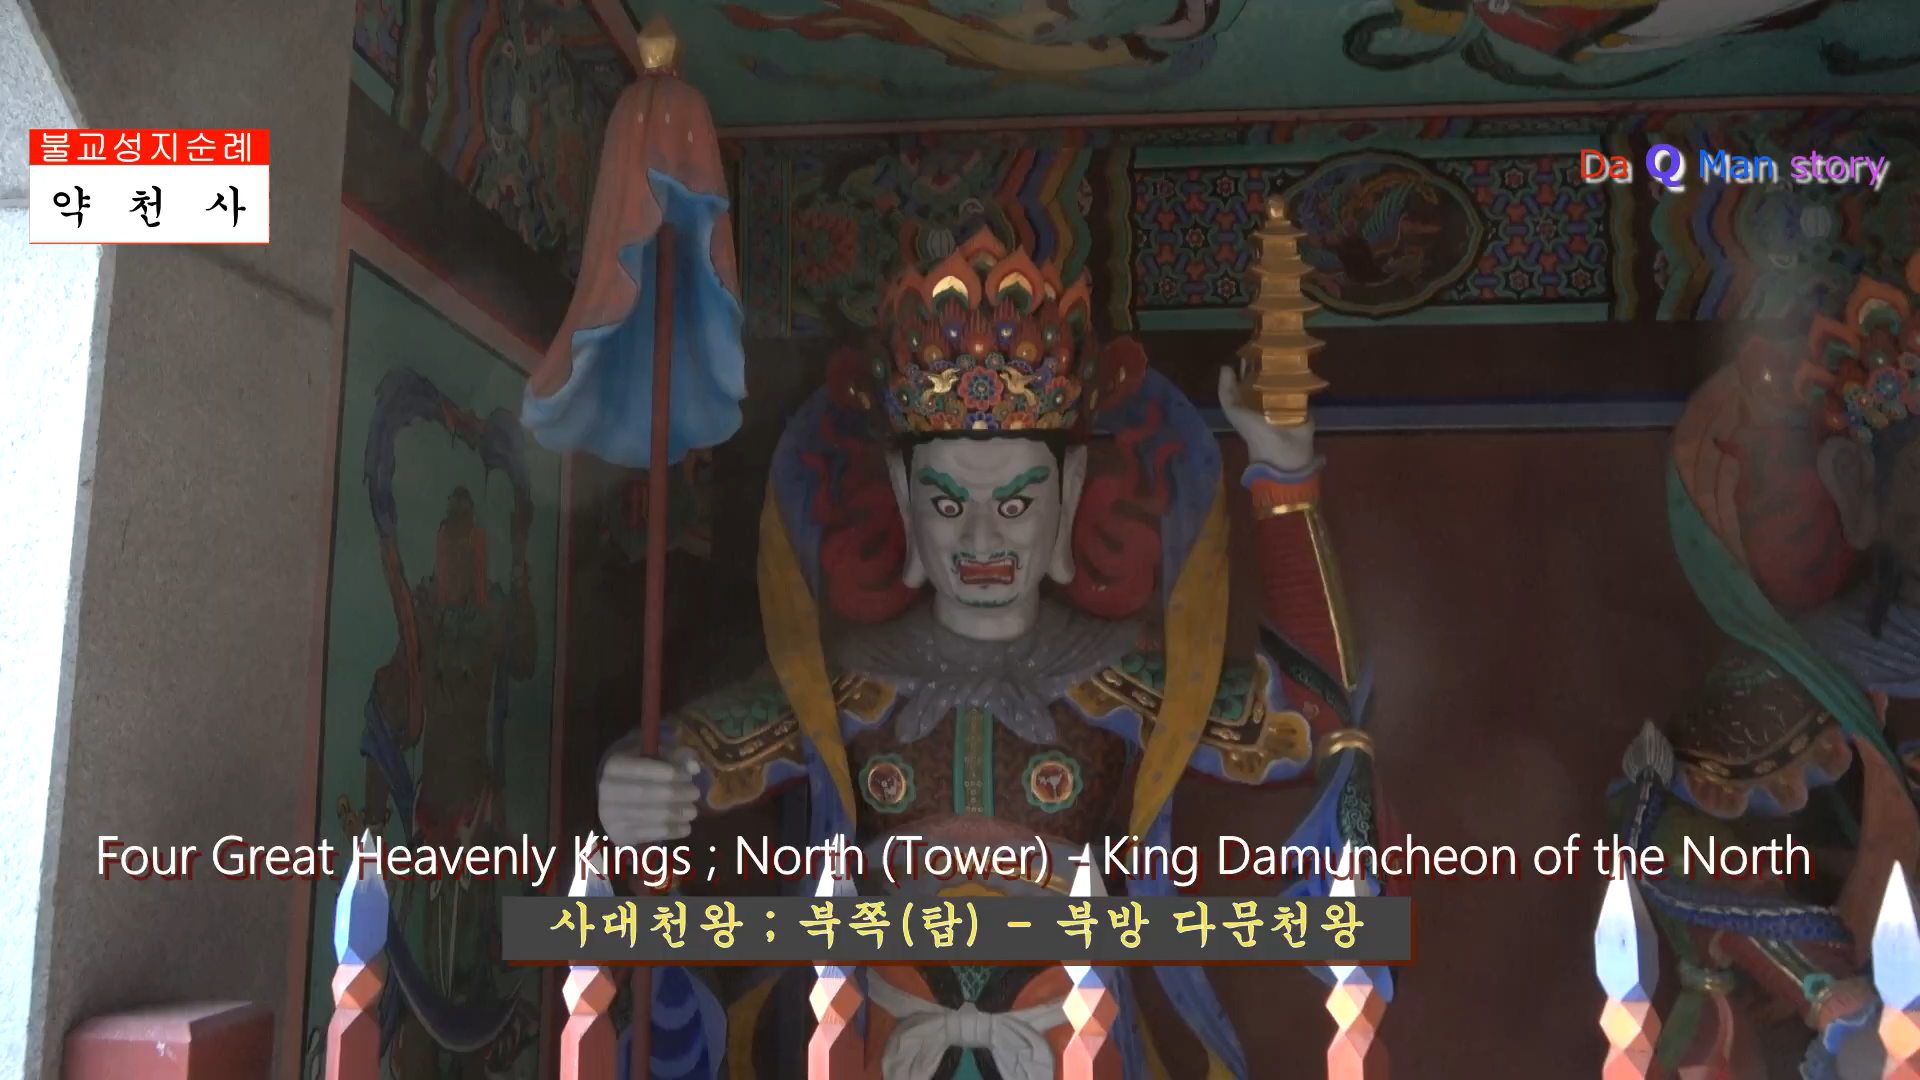 불교성지순례
약 천 사
Da Q Man story
Four Great Heavenly Kings ; North (Tower) - King Damuncheon of the North
사대천왕 ; 북쪽(탑) - 북방 다문천왕